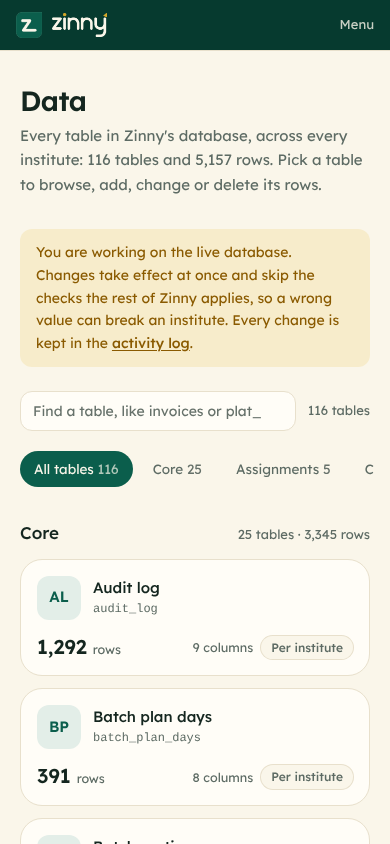 zinny
Menu
Data
Every table in Zinny's database, across every
institute: 116 tables and 5,157 rows. Pick a table
to browse, add, change or delete its rows.
You are working on the live database.
Changes take effect at once and skip the
checks the rest of Zinny applies, so a wrong
value can break an institute. Every change is
kept in the activity log.
Find a table, like invoices or plat_
116 tables
All tables 116
Core 25
Assignments 5
C
Core
25 tables · 3,345 rows
AL
Audit log
audit_log
1,292 rows
9 columns
Per institute
BP
Batch plan days
batch_plan_days
391 rows
8 columns
Per institute